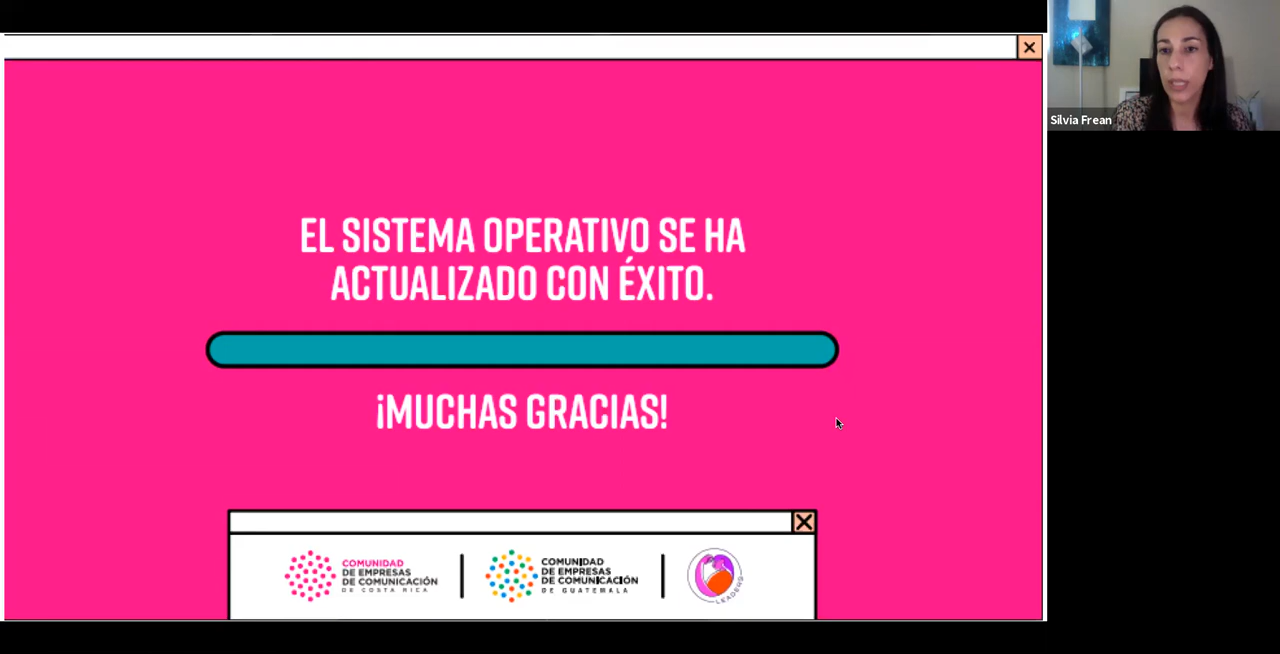 Silvia Frean
EL SISTEMA OPERATIVO SE HA
ACTUALIZADO CON ÉXITO.
¡MUCHAS GRACIAS!
COMUNIDAD
DE EMPRESAS
DE COMUNICACIÓN
DE COSTA RICA
COMUNIDAD
DE EMPRESAS
DE COMUNICACIÓN
DE GUATEMALA
LEADERS